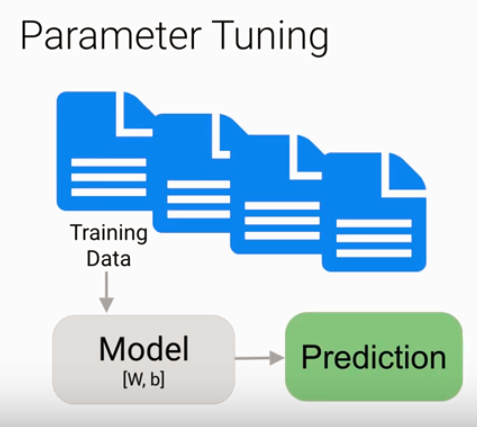 Parameter Tuning
Training
Data
Model
[W, b]
Prediction